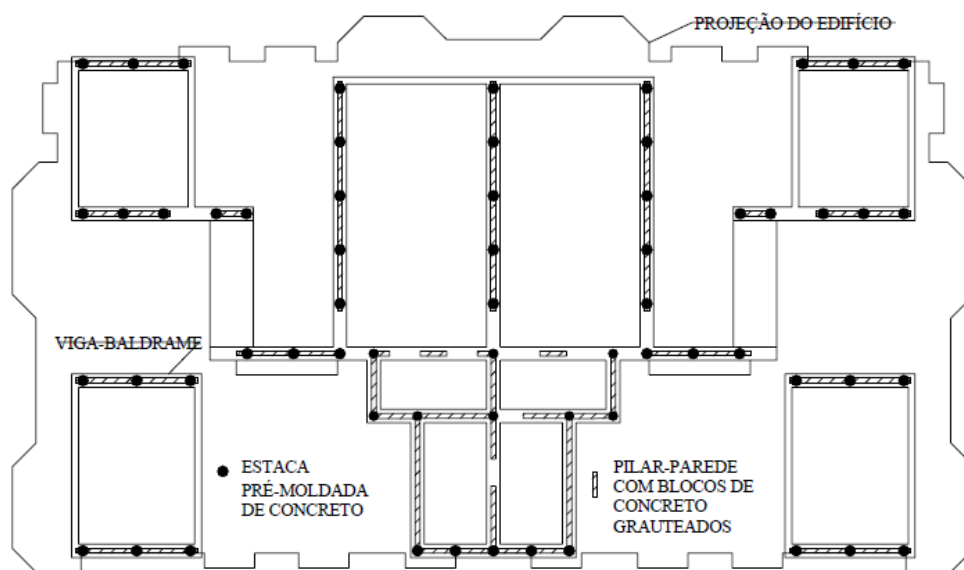 PROJEÇÃO DO EDIFÍCIO
VIGA-BALDRAME
ESTACA
PRÉ-MOLDADA
DE CONCRETO
PILAR-PAREDE
COM BLOCOS DE
CONCRETO
GRAUTEADOS